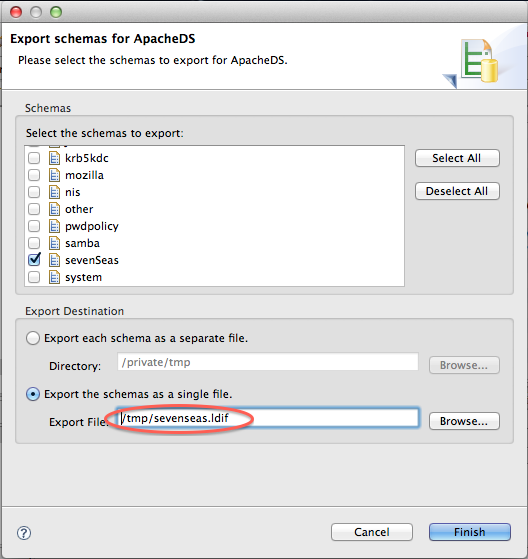 Export schemas for ApacheDS
Please select the schemas to export for ApacheDS.
Schemas
Select the schemas to export:
krb5kdc
mozilla
nis
other
pwdpolicy
samba
sevenSeas
system
Select All
Deselect All
Export Destination
Export each schema as a separate file.
Directory: /private/tmp Browse...
Export the schemas as a single file.
Export File: /tmp/sevenseas.ldif Browse...
? Cancel Finish